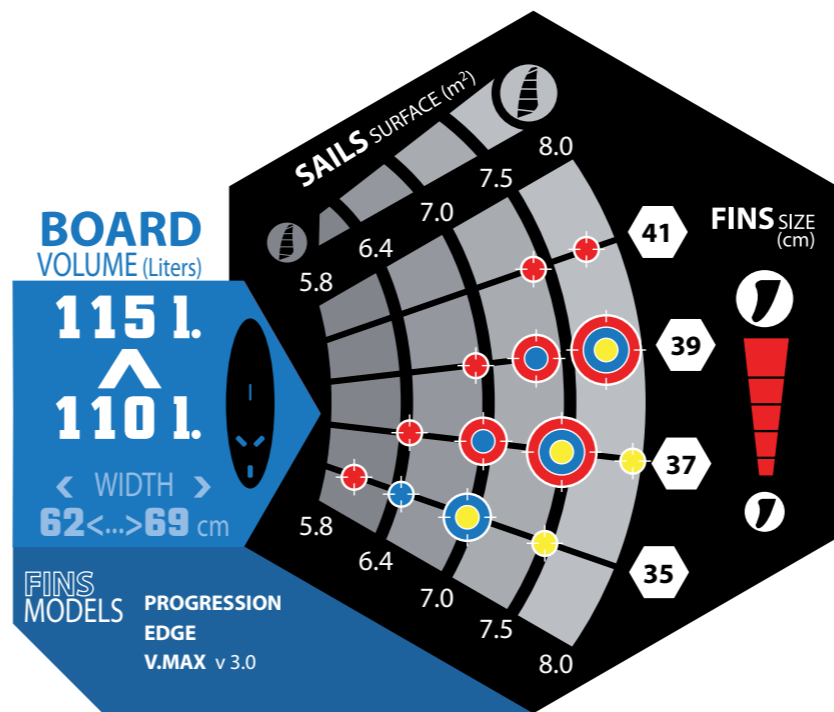 SAILS SURFACE (m²)
5.8
6.4
7.0
7.5
8.0
BOARD
VOLUME (Liters)
115 l.
110 l.
< WIDTH >
62<...>69 cm
FINS SIZE
(cm)
41
39
37
35
5.8
6.4
7.0
7.5
8.0
FINS
MODELS
PROGRESSION
EDGE
V.MAX v 3.0